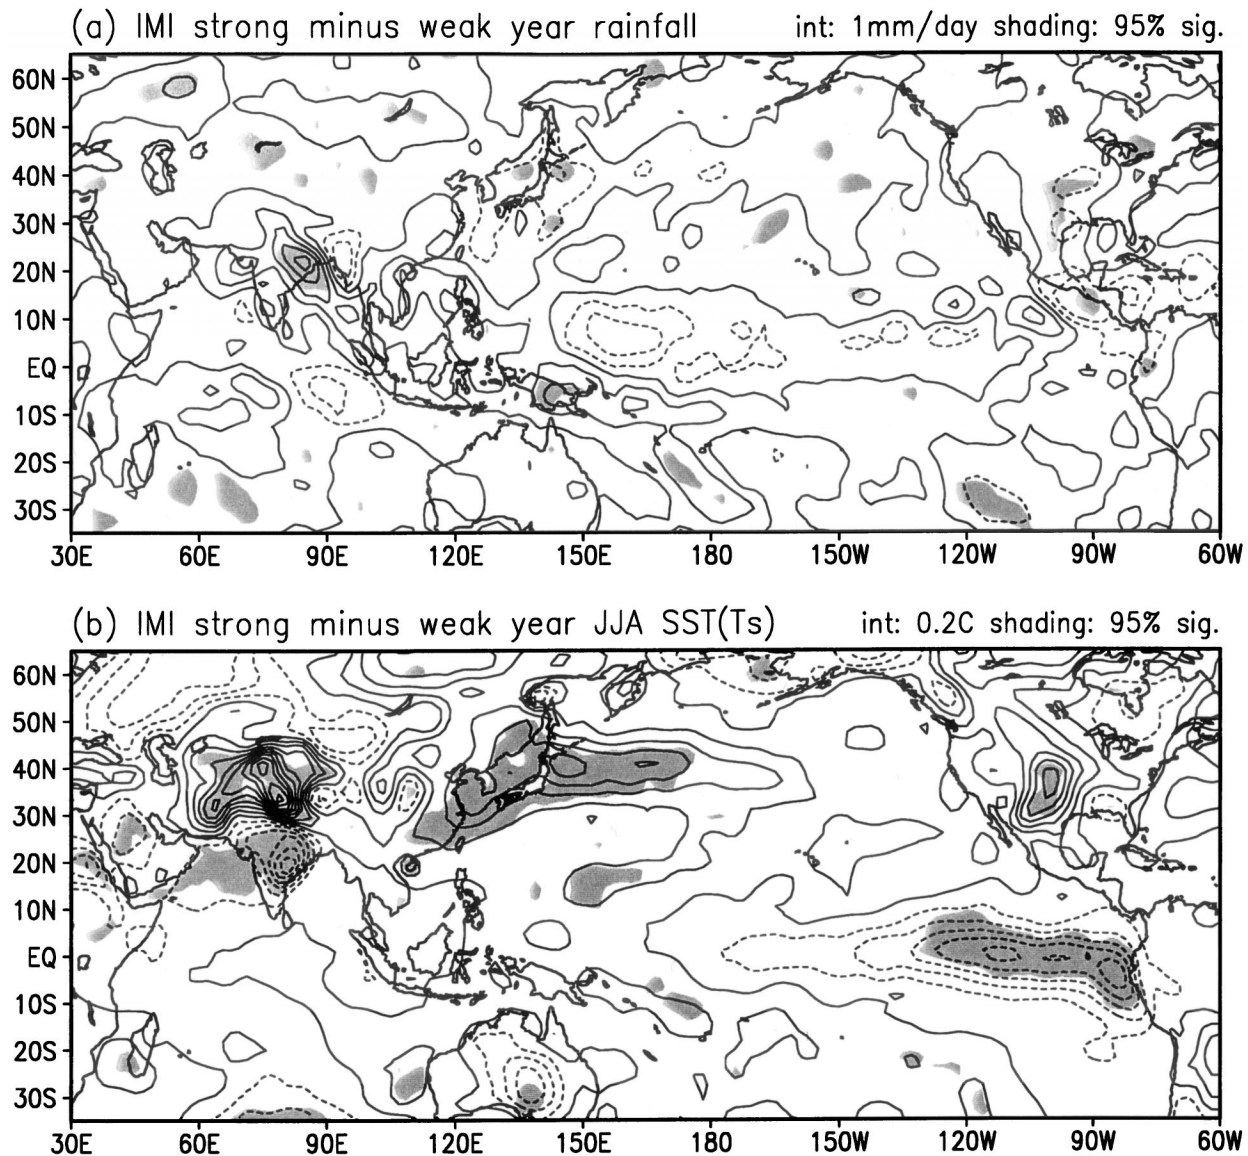 (a) IMI strong minus weak year rainfall int: 1mm/day shading: 95% sig.
60N
50N
40N
30N
20N
10N
EQ
10S
20S
30S
30E 60E 90E 120E 150E 180 150W 120W 90W 60W
(b) IMI strong minus weak year JJA SST(Ts) int: 0.2C shading: 95% sig.
60N
50N
40N
30N
20N
10N
EQ
10S
20S
30S
30E 60E 90E 120E 150E 180 150W 120W 90W 60W